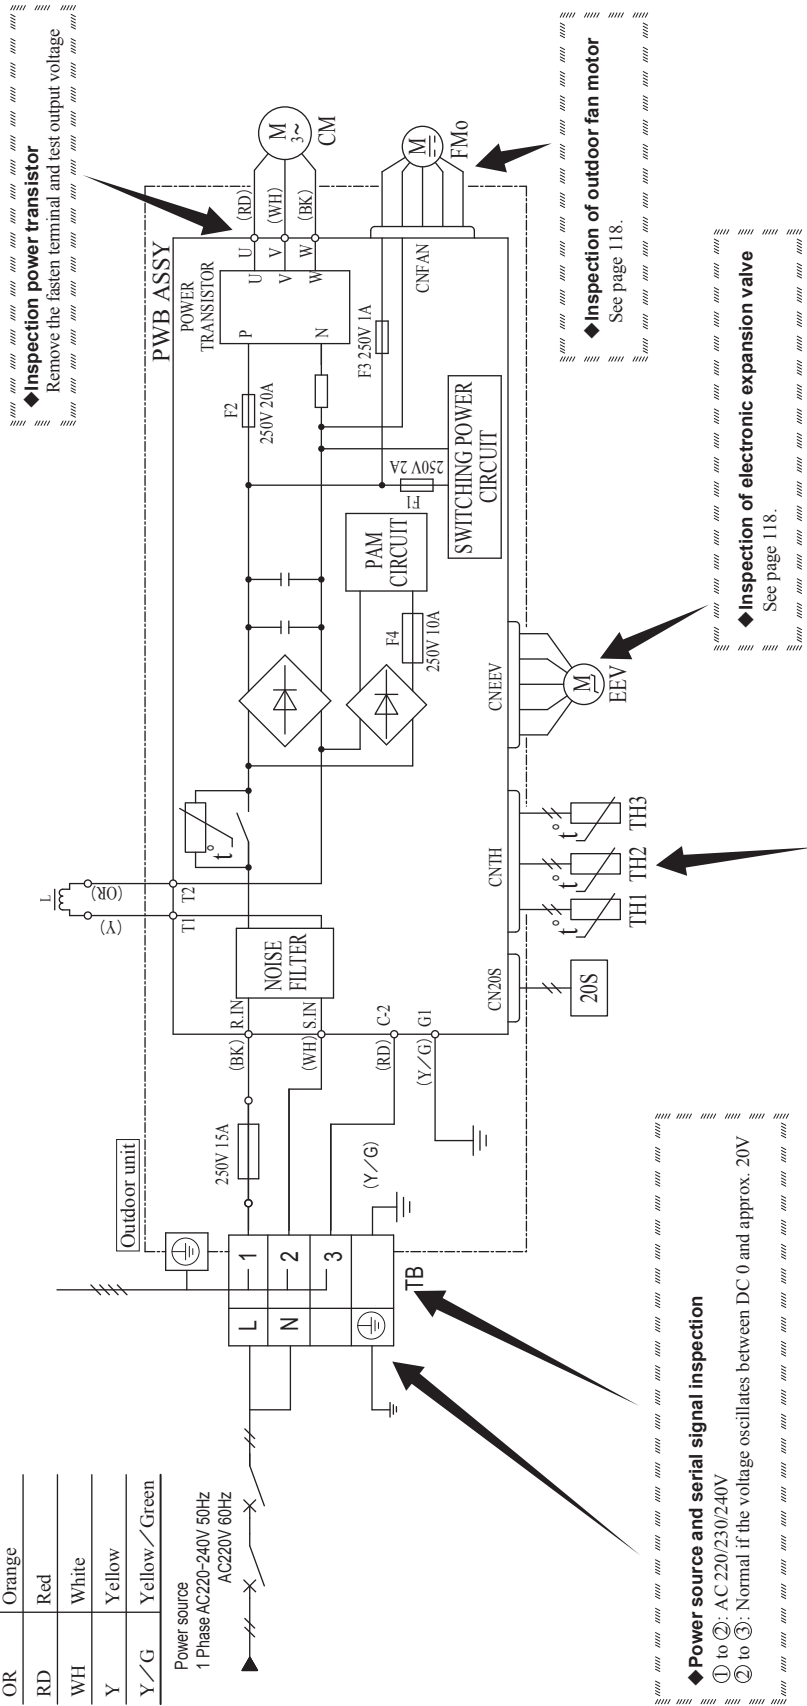 OR Orange
RD Red
WH White
Y Yellow
Y／G Yellow／Green
Power source
1 Phase AC220-240V 50Hz
AC220V 60Hz
Outdoor unit
L
N
1
2
3
TB
250V 15A
(BK)
R.IN
(WH)
S.IN
(RD)
C-2
(Y／G)
G1
(Y／G)
NOISE
FILTER
L
(Y)
(OR)
T1
T2
t°
PWB ASSY
F4
250V 10A
PAM
CIRCUIT
F1
250V 2A
SWITCHING POWER
CIRCUIT
F2
250V 20A
F3 250V 1A
POWER
TRANSISTOR
P
N
U
V
W
U
V
W
(RD)
(WH)
(BK)
M
3~
CM
CNFAN
M
FMo
CN20S
20S
CNTH
t°
TH1
t°
TH2
t°
TH3
CNEEV
M
EEV
◆Inspection power transistor
Remove the fasten terminal and test output voltage
◆Inspection of outdoor fan motor
See page 118.
◆Inspection of electronic expansion valve
See page 118.
◆Power source and serial signal inspection
① to ②: AC 220/230/240V
② to ③: Normal if the voltage oscillates between DC 0 and approx. 20V